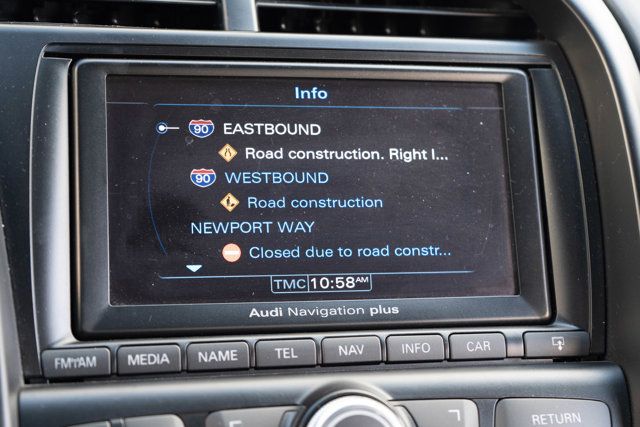 Info
90 EASTBOUND
Road construction. Right l...
90 WESTBOUND
Road construction
NEWPORT WAY
Closed due to road constr...
TMC 10:58AM
Audi Navigation plus
FM/AM MEDIA NAME TEL NAV INFO CAR
RETURN